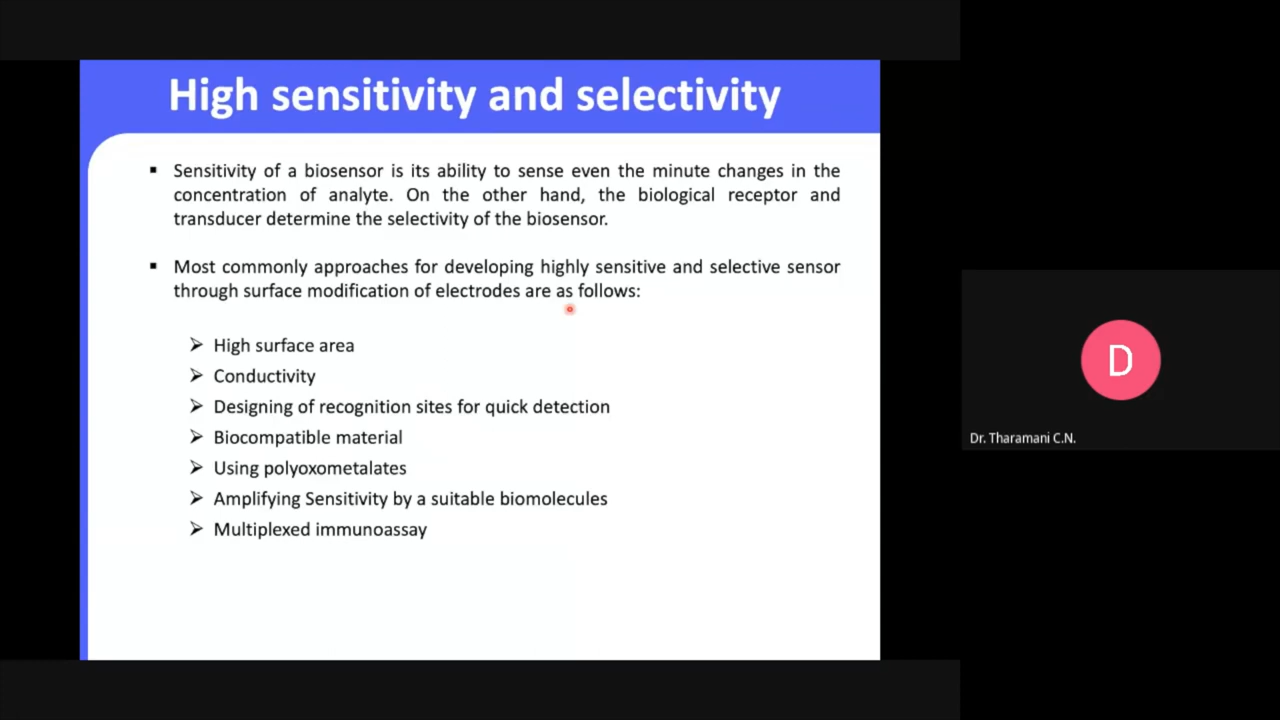 High sensitivity and selectivity
▪ Sensitivity of a biosensor is its ability to sense even the minute changes in the
concentration of analyte. On the other hand, the biological receptor and
transducer determine the selectivity of the biosensor.
▪ Most commonly approaches for developing highly sensitive and selective sensor
through surface modification of electrodes are as follows:
➢ High surface area
➢ Conductivity
➢ Designing of recognition sites for quick detection
➢ Biocompatible material
➢ Using polyoxometalates
➢ Amplifying Sensitivity by a suitable biomolecules
➢ Multiplexed immunoassay
D
Dr. Tharamani C.N.